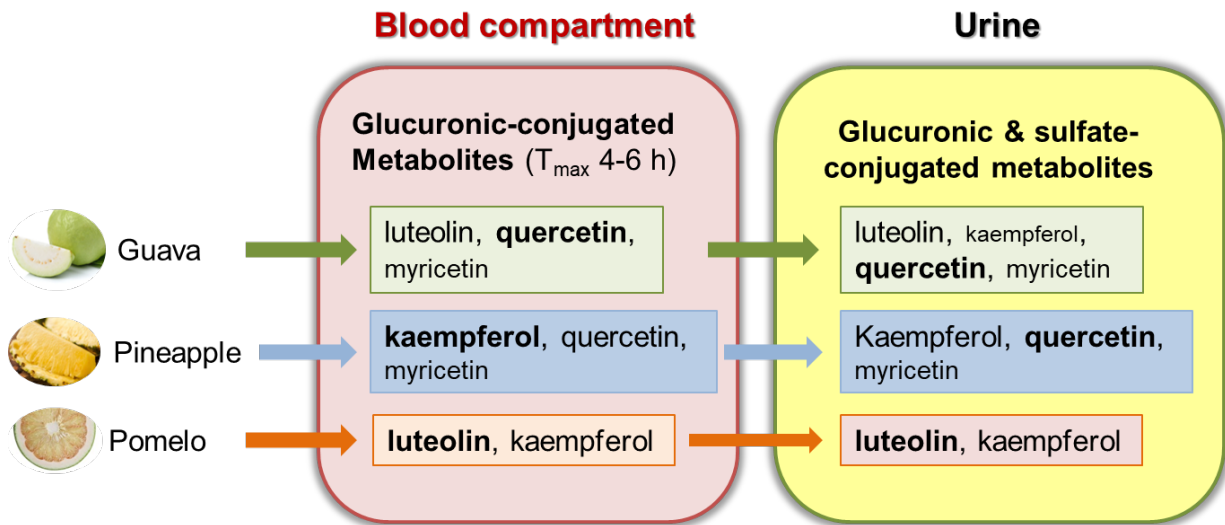 Blood compartment
Urine
Glucuronic-conjugated
Metabolites (Tmax 4-6 h)
Glucuronic & sulfate-
conjugated metabolites
Guava
luteolin, quercetin,
myricetin
luteolin, kaempferol,
quercetin, myricetin
Pineapple
kaempferol, quercetin,
myricetin
Kaempferol, quercetin,
myricetin
Pomelo
luteolin, kaempferol
luteolin, kaempferol